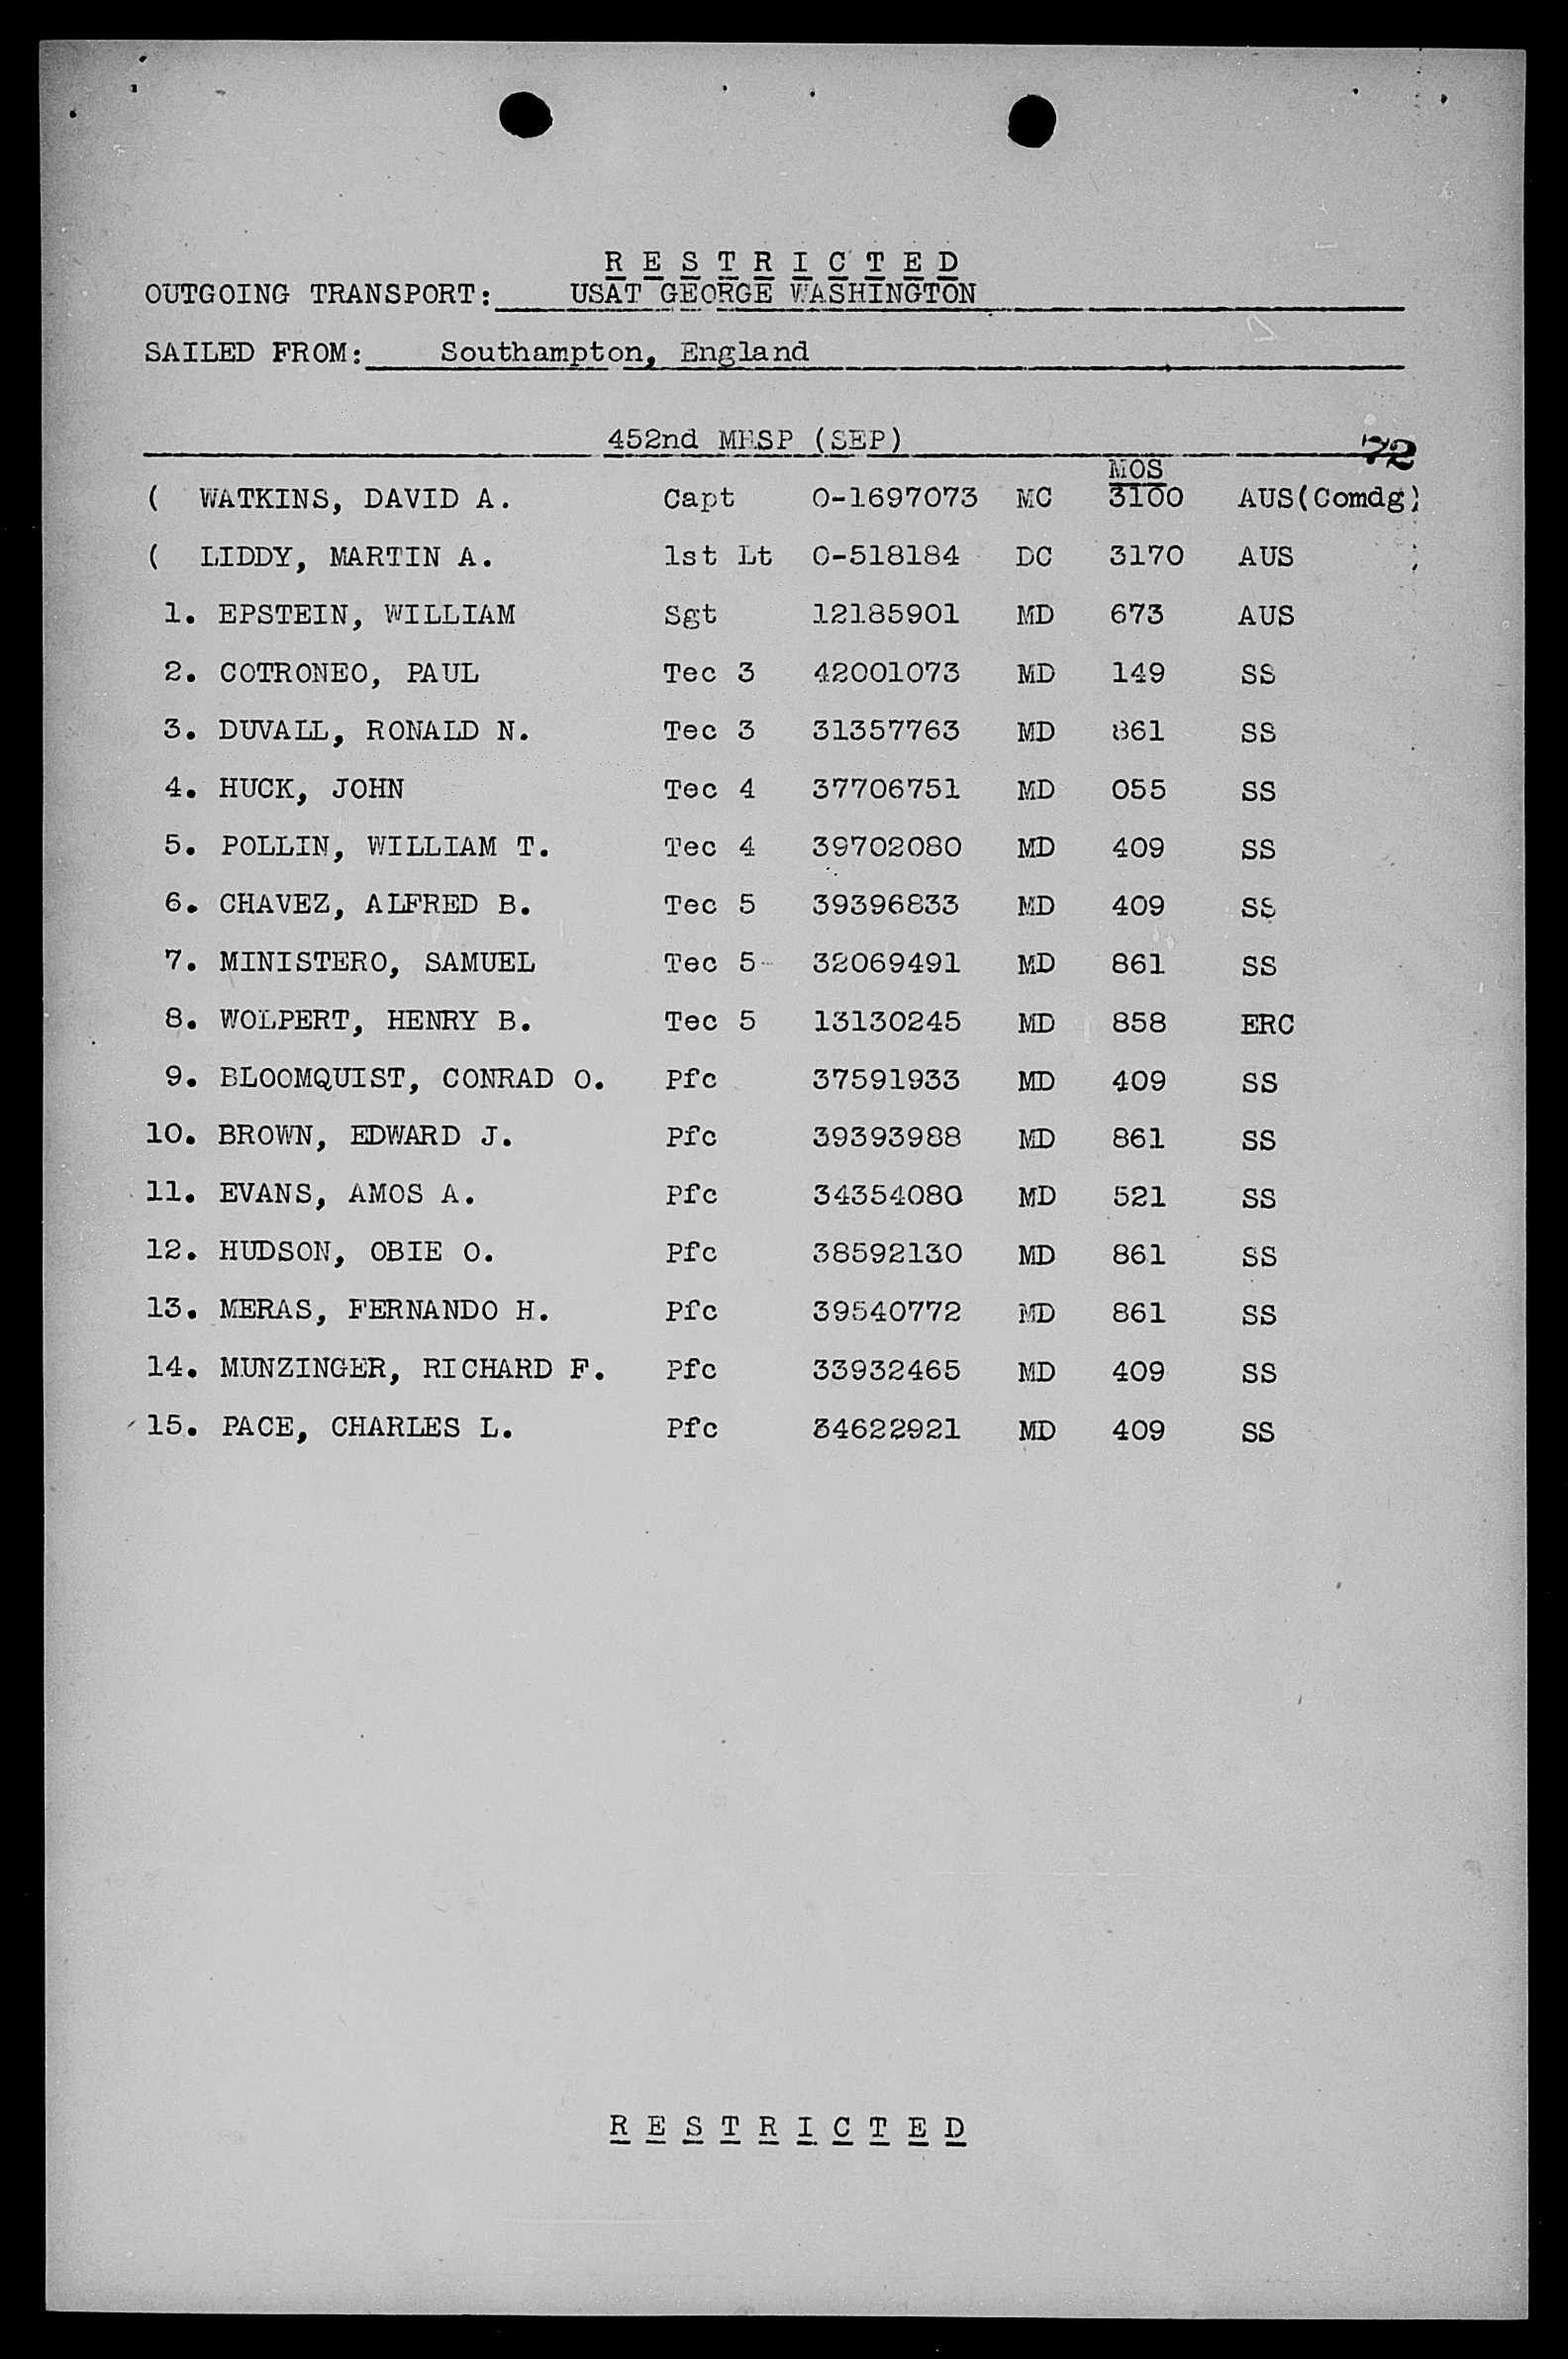 R E S T R I C T E D
OUTGOING TRANSPORT: USAT GEORGE WASHINGTON
SAILED FROM: Southampton, England
452nd MESP (SEP) 72
MOS
( WATKINS, DAVID A. Capt O-1697073 MC 3100 AUS(Comdg)
( LIDDY, MARTIN A. 1st Lt O-518184 DC 3170 AUS )
1. EPSTEIN, WILLIAM Sgt 12185901 MD 673 AUS
2. COTRONEO, PAUL Tec 3 42001073 MD 149 SS
3. DUVALL, RONALD N. Tec 3 31357763 MD 861 SS
4. HUCK, JOHN Tec 4 37706751 MD 055 SS
5. POLLIN, WILLIAM T. Tec 4 39702080 MD 409 SS
6. CHAVEZ, ALFRED B. Tec 5 39396833 MD 409 SS
7. MINISTERO, SAMUEL Tec 5 32069491 MD 861 SS
8. WOLPERT, HENRY B. Tec 5 13130245 MD 858 ERC
9. BLOOMQUIST, CONRAD O. Pfc 37591933 MD 409 SS
10. BROWN, EDWARD J. Pfc 39393988 MD 861 SS
11. EVANS, AMOS A. Pfc 34354080 MD 521 SS
12. HUDSON, OBIE O. Pfc 38592130 MD 861 SS
13. MERAS, FERNANDO H. Pfc 39540772 MD 861 SS
14. MUNZINGER, RICHARD F. Pfc 33932465 MD 409 SS
15. PACE, CHARLES L. Pfc 34622921 MD 409 SS
R E S T R I C T E D